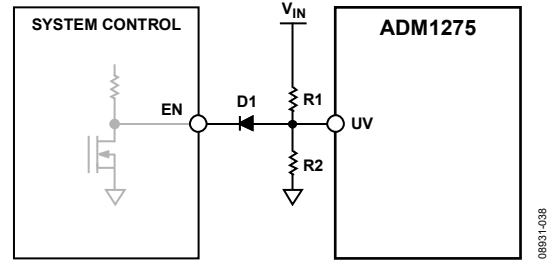 SYSTEM CONTROL
VIN
ADM1275
EN
D1
R1
UV
R2
08931-038